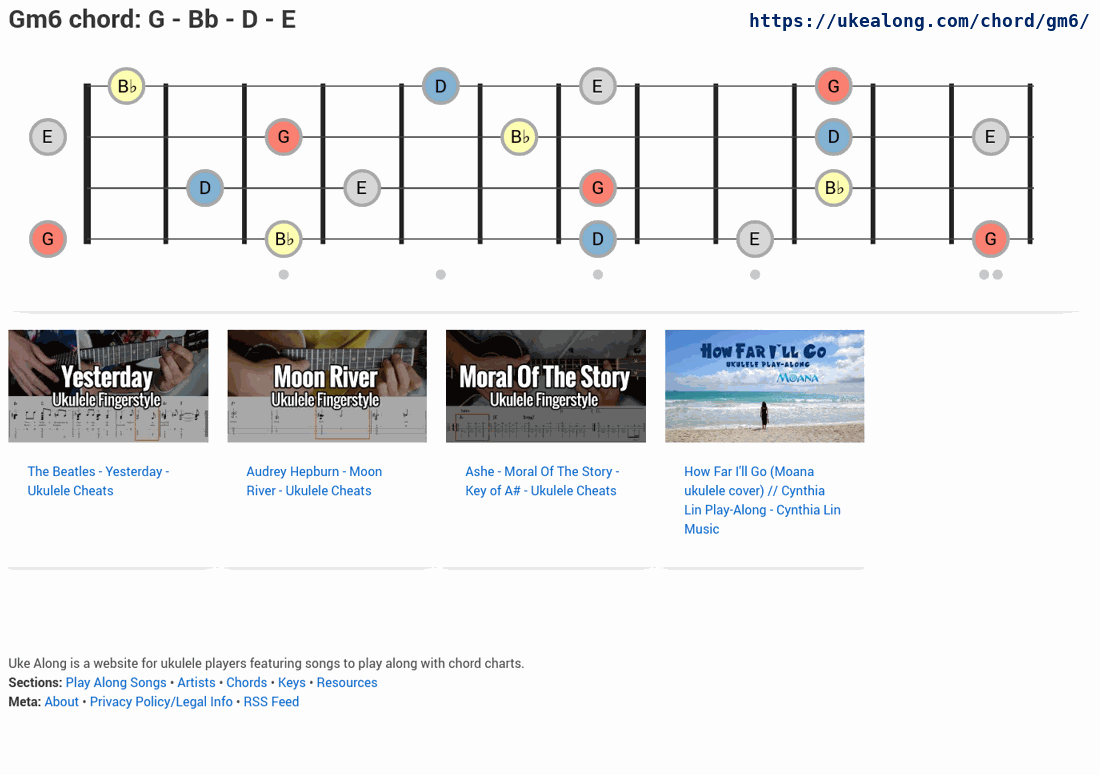 Gm6 chord: G - Bb - D - E
https://ukealong.com/chord/gm6/
B♭ D E G
E G B♭ D E
D E G B♭
G B♭ D E G
Yesterday
Ukulele Fingerstyle
Moon River
Ukulele Fingerstyle
Moral Of The Story
Ukulele Fingerstyle
How Far I'll Go
UKULELE PLAY-ALONG
MOANA
The Beatles - Yesterday -
Ukulele Cheats
Audrey Hepburn - Moon
River - Ukulele Cheats
Ashe - Moral Of The Story -
Key of A# - Ukulele Cheats
How Far I'll Go (Moana
ukulele cover) // Cynthia
Lin Play-Along - Cynthia Lin
Music
Uke Along is a website for ukulele players featuring songs to play along with chord charts.
Sections: Play Along Songs • Artists • Chords • Keys • Resources
Meta: About • Privacy Policy/Legal Info • RSS Feed